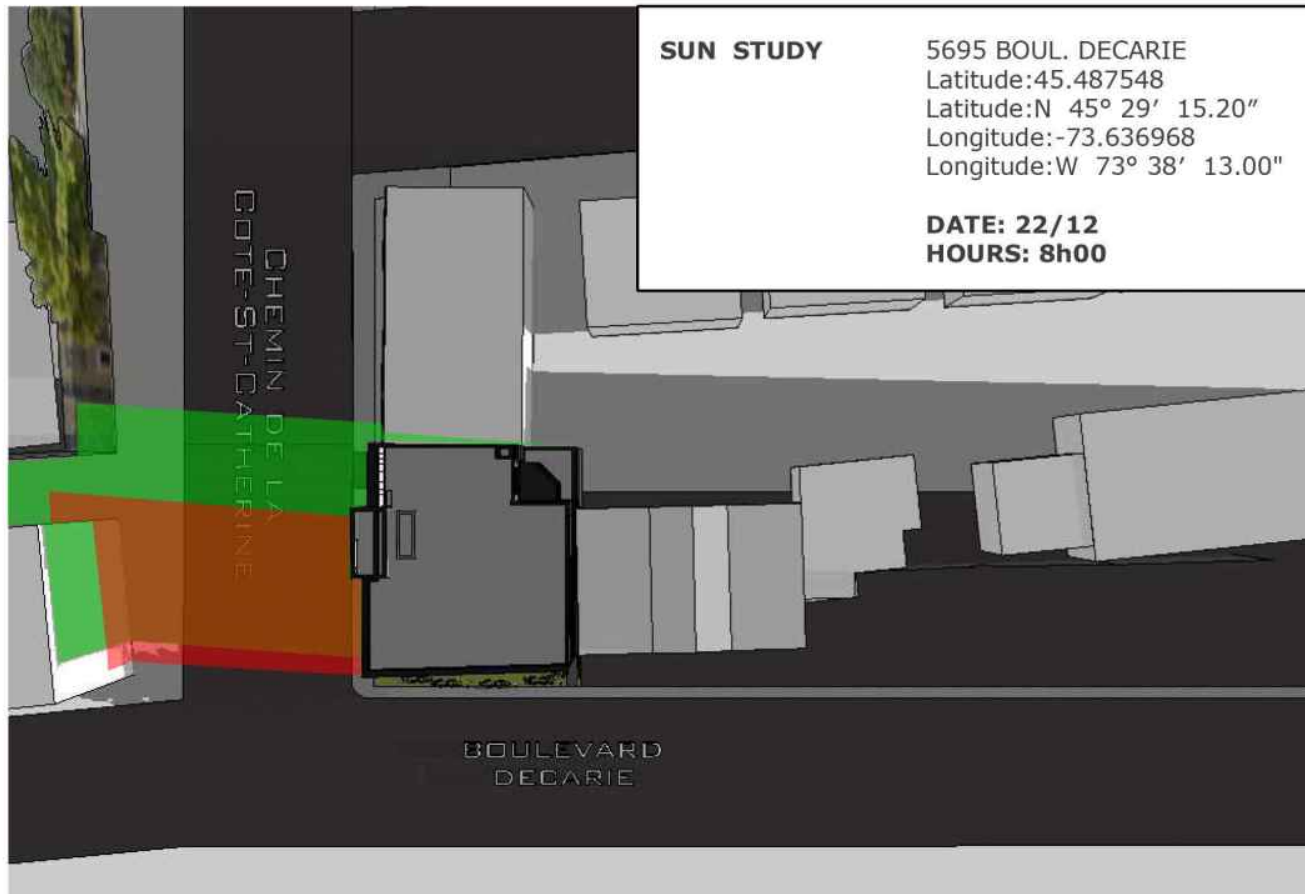 SUN STUDY
5695 BOUL. DECARIE
Latitude:45.487548
Latitude:N 45° 29′ 15.20″
Longitude:-73.636968
Longitude:W 73° 38′ 13.00"
DATE: 22/12
HOURS: 8h00
CHEMIN DE LA
COTE-ST-CATHERINE
BOULEVARD
DECARIE